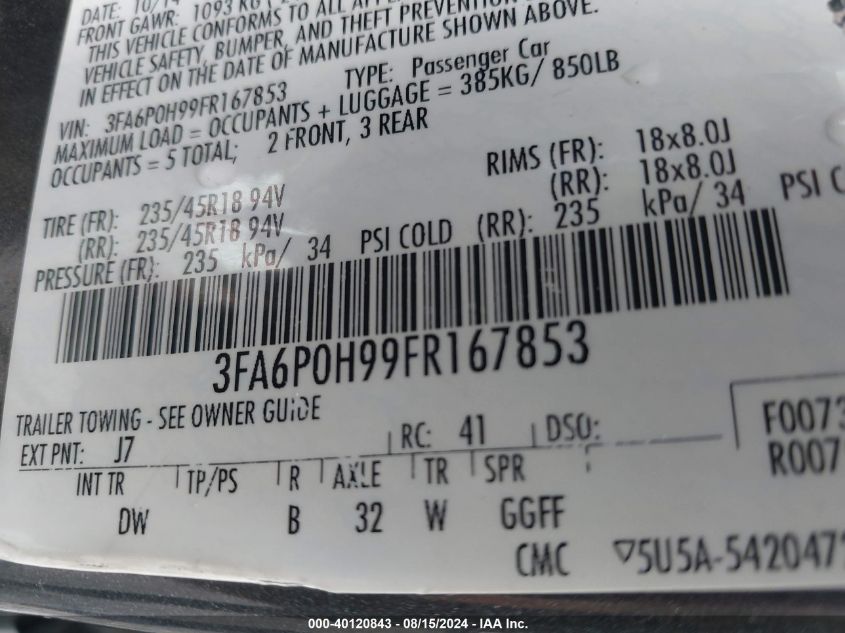 DATE: 10/14
FRONT GAWR: 1093 KG
THIS VEHICLE CONFORMS TO ALL
VEHICLE SAFETY, BUMPER, AND THEFT PREVENTION
IN EFFECT ON THE DATE OF MANUFACTURE SHOWN ABOVE.
VIN: 3FA6P0H99FR167853 TYPE: Passenger Car
MAXIMUM LOAD = OCCUPANTS + LUGGAGE = 385KG/ 850LB
OCCUPANTS = 5 TOTAL; 2 FRONT, 3 REAR
TIRE (FR): 235/45R18 94V RIMS (FR): 18x8.0J
(RR): 235/45R18 94V (RR): 18x8.0J
PRESSURE (FR): 235 kPa/ 34 PSI COLD (RR): 235 kPa/ 34 PSI
3FA6P0H99FR167853
TRAILER TOWING - SEE OWNER GUIDE
EXT PNT: J7 RC: 41 DSO: F0073
R007
INT TR TP/PS R AXLE TR SPR
DW B 32 W GGFF
CMC ▽5U5A-542047
000-40120843 - 08/15/2024 - IAA Inc.